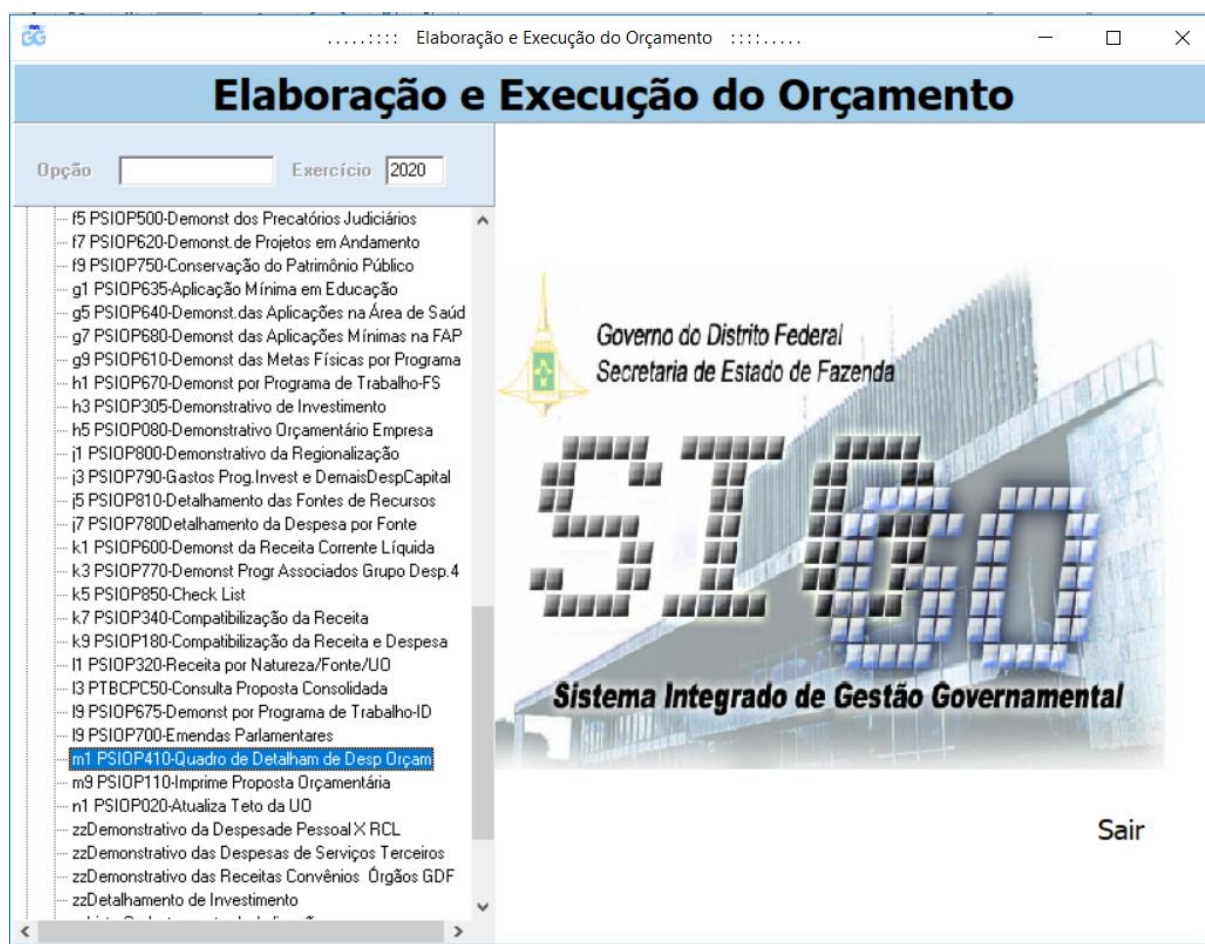 .....:::: Elaboração e Execução do Orçamento ::::.....
Elaboração e Execução do Orçamento
Opção Exercício 2020
f5 PSIOP500-Demonst dos Precatórios Judiciários
f7 PSIOP620-Demonst.de Projetos em Andamento
f9 PSIOP750-Conservação do Patrimônio Público
g1 PSIOP635-Aplicação Mínima em Educação
g5 PSIOP640-Demonst.das Aplicações na Área de Saúd
g7 PSIOP680-Demonst das Aplicações Mínimas na FAP
g9 PSIOP610-Demonst das Metas Físicas por Programa
h1 PSIOP670-Demonst por Programa de Trabalho-FS
h3 PSIOP305-Demonstrativo de Investimento
h5 PSIOP080-Demonstrativo Orçamentário Empresa
j1 PSIOP800-Demonstrativo da Regionalização
j3 PSIOP790-Gastos Prog.Invest e DemaisDespCapital
j5 PSIOP810-Detalhamento das Fontes de Recursos
j7 PSIOP780Detalhamento da Despesa por Fonte
k1 PSIOP600-Demonst da Receita Corrente Líquida
k3 PSIOP770-Demonst Progr Associados Grupo Desp.4
k5 PSIOP850-Check List
k7 PSIOP340-Compatibilização da Receita
k9 PSIOP180-Compatibilização da Receita e Despesa
l1 PSIOP320-Receita por Natureza/Fonte/UO
l3 PTBCPC50-Consulta Proposta Consolidada
l9 PSIOP675-Demonst por Programa de Trabalho-ID
l9 PSIOP700-Emendas Parlamentares
m1 PSIOP410-Quadro de Detalham de Desp Orçam
m9 PSIOP110-Imprime Proposta Orçamentária
n1 PSIOP020-Atualiza Teto da UO
zzDemonstrativo da Despesade Pessoal X RCL
zzDemonstrativo das Despesas de Serviços Terceiros
zzDemonstrativo das Receitas Convênios Órgãos GDF
zzDetalhamento de Investimento
Governo do Distrito Federal
Secretaria de Estado de Fazenda
SIGGO
Sistema Integrado de Gestão Governamental
Sair